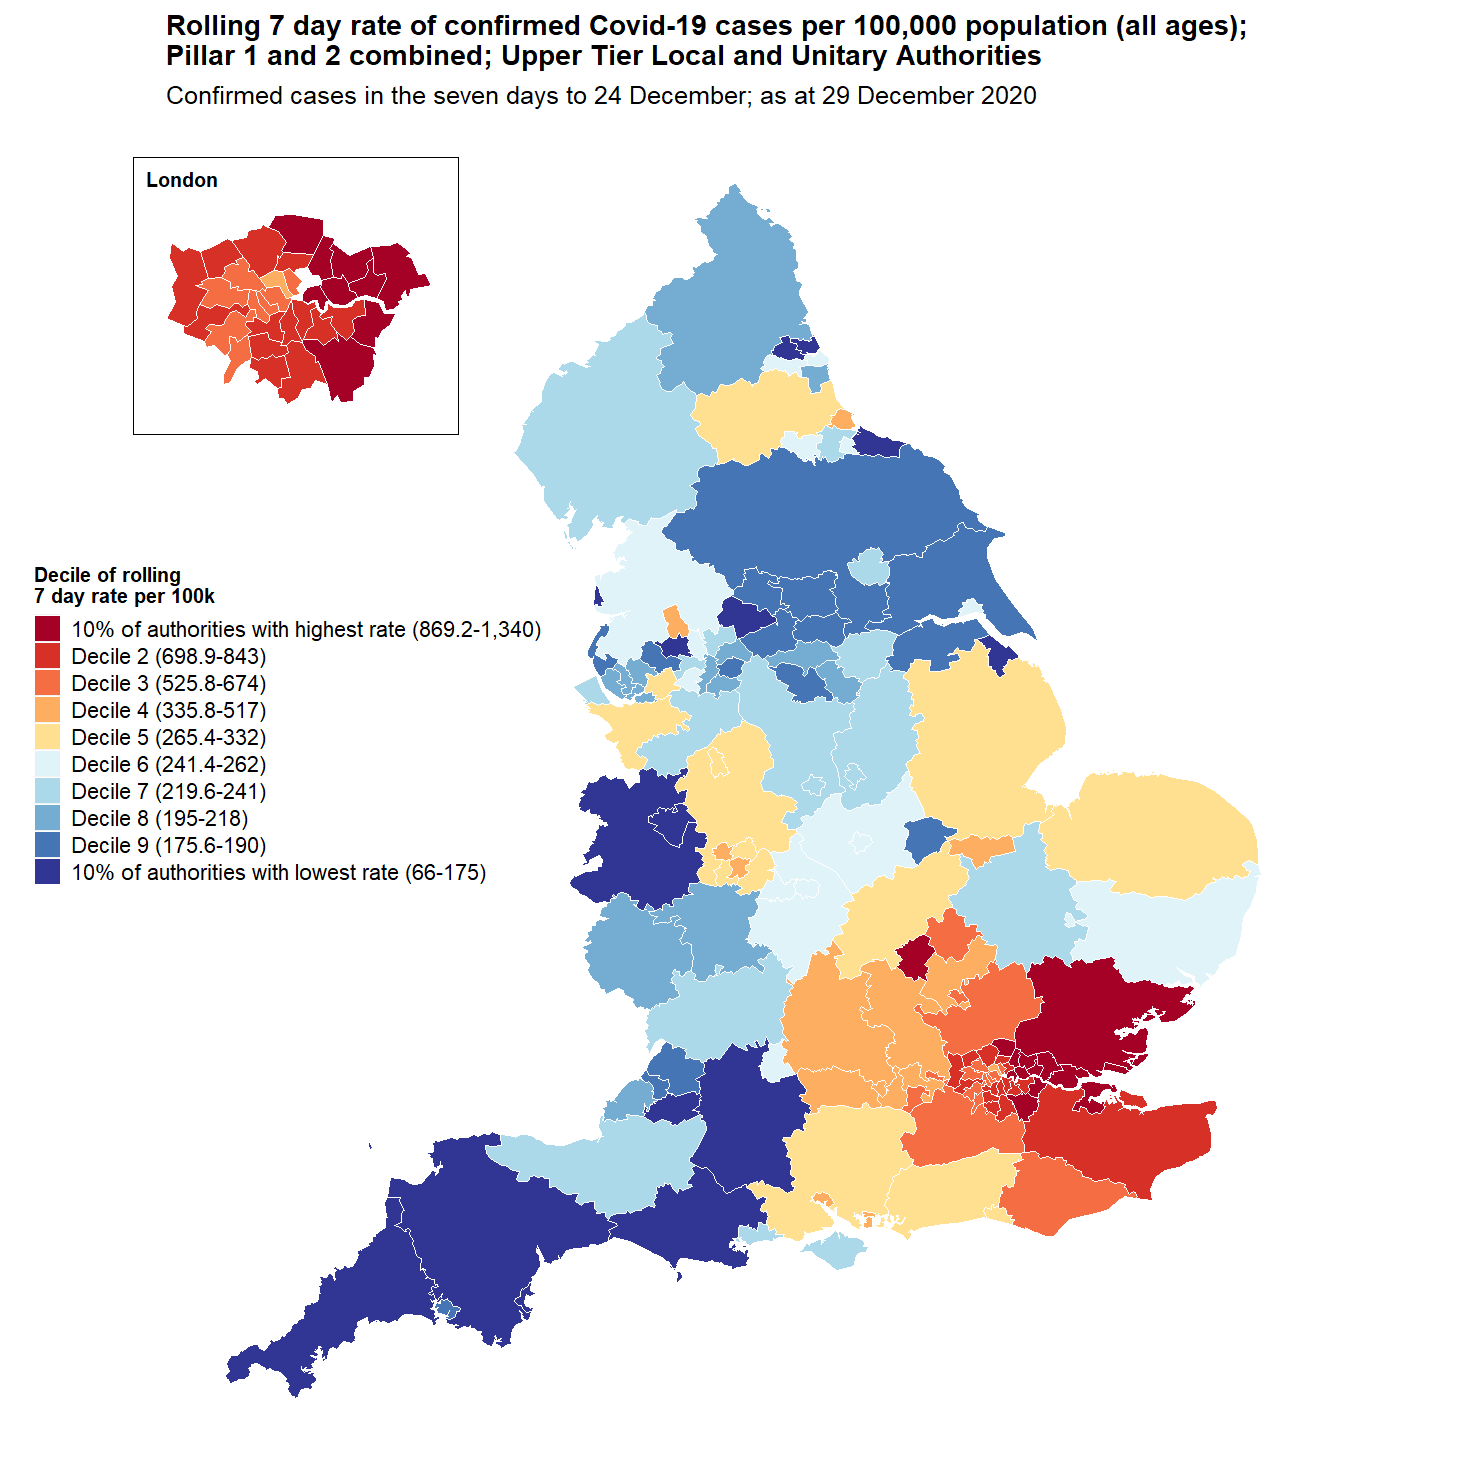 Rolling 7 day rate of confirmed Covid-19 cases per 100,000 population (all ages);
Pillar 1 and 2 combined; Upper Tier Local and Unitary Authorities
Confirmed cases in the seven days to 24 December; as at 29 December 2020
London
Decile of rolling
7 day rate per 100k
10% of authorities with highest rate (869.2-1,340)
Decile 2 (698.9-843)
Decile 3 (525.8-674)
Decile 4 (335.8-517)
Decile 5 (265.4-332)
Decile 6 (241.4-262)
Decile 7 (219.6-241)
Decile 8 (195-218)
Decile 9 (175.6-190)
10% of authorities with lowest rate (66-175)